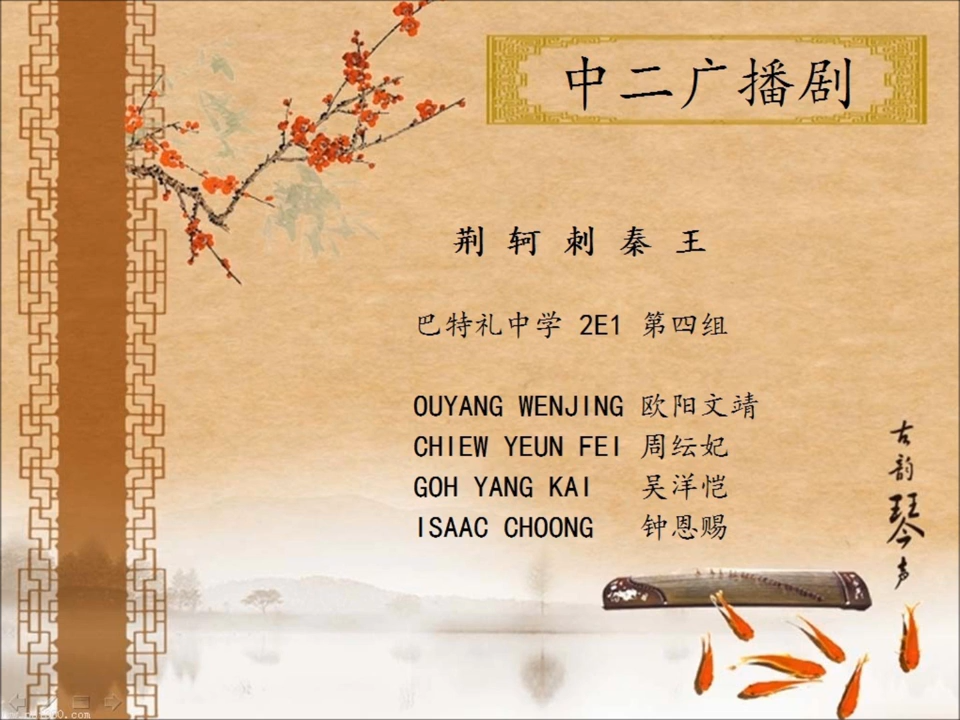 中二广播剧
荆轲刺秦王
巴特礼中学 2E1 第四组
OUYANG WENJING 欧阳文靖
CHIEW YEUN FEI 周纭妃
GOH YANG KAI 吴洋恺
ISAAC CHOONG 钟恩赐
古韵琴声